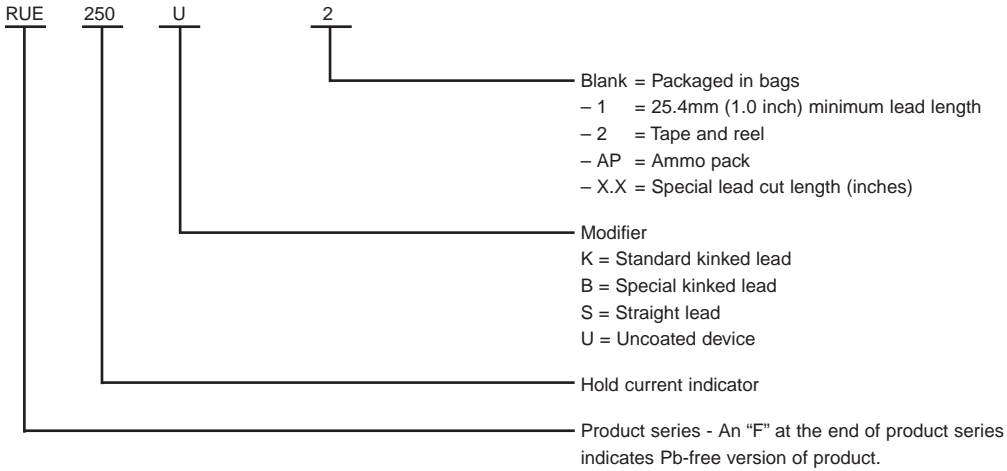 RUE 250 U 2
Blank = Packaged in bags
– 1 = 25.4mm (1.0 inch) minimum lead length
– 2 = Tape and reel
– AP = Ammo pack
– X.X = Special lead cut length (inches)
Modifier
K = Standard kinked lead
B = Special kinked lead
S = Straight lead
U = Uncoated device
Hold current indicator
Product series - An “F” at the end of product series
indicates Pb-free version of product.